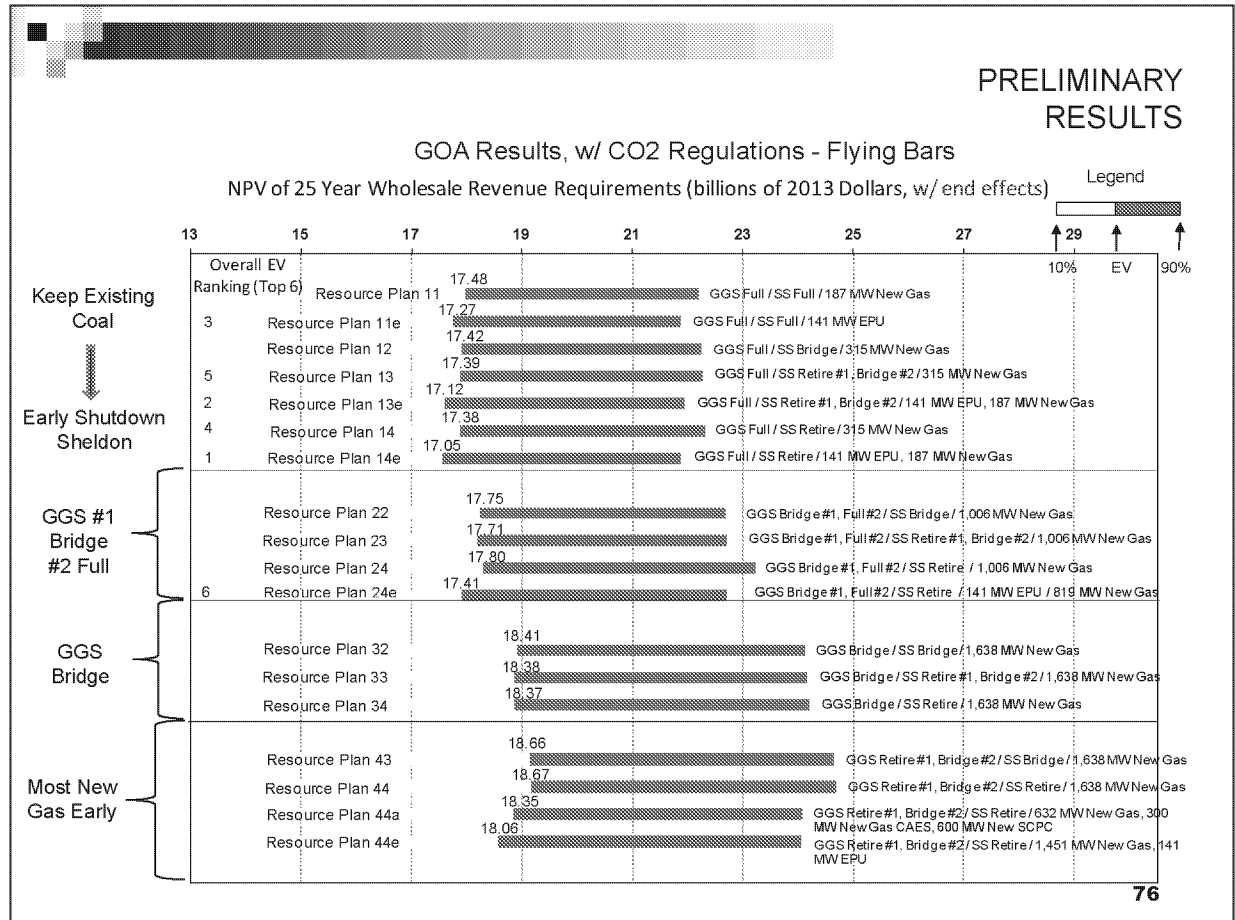 PRELIMINARY
RESULTS
GOA Results, w/ CO2 Regulations - Flying Bars
NPV of 25 Year Wholesale Revenue Requirements (billions of 2013 Dollars, w/ end effects)
Legend
10% EV 90%
13 15 17 19 21 23 25 27 29
Overall EV
Ranking (Top 6)
Keep Existing
Coal
Early Shutdown
Sheldon
Resource Plan 11 17.48 GGS Full / SS Full / 187 MW New Gas
3 Resource Plan 11e 17.27 GGS Full / SS Full / 141 MW EPU
Resource Plan 12 17.42 GGS Full / SS Bridge / 315 MW New Gas
5 Resource Plan 13 17.39 GGS Full / SS Retire #1, Bridge #2 / 315 MW New Gas
2 Resource Plan 13e 17.12 GGS Full / SS Retire #1, Bridge #2 / 141 MW EPU, 187 MW New Gas
4 Resource Plan 14 17.38 GGS Full / SS Retire / 315 MW New Gas
1 Resource Plan 14e 17.05 GGS Full / SS Retire / 141 MW EPU, 187 MW New Gas
GGS #1
Bridge
#2 Full
Resource Plan 22 17.75 GGS Bridge #1, Full #2 / SS Bridge / 1,006 MW New Gas
Resource Plan 23 17.71 GGS Bridge #1, Full #2 / SS Retire #1, Bridge #2 / 1,006 MW New Gas
Resource Plan 24 17.80 GGS Bridge #1, Full #2 / SS Retire / 1,006 MW New Gas
6 Resource Plan 24e 17.41 GGS Bridge #1, Full #2 / SS Retire / 141 MW EPU / 819 MW New Gas
GGS
Bridge
Resource Plan 32 18.41 GGS Bridge / SS Bridge / 1,638 MW New Gas
Resource Plan 33 18.38 GGS Bridge / SS Retire #1, Bridge #2 / 1,638 MW New Gas
Resource Plan 34 18.37 GGS Bridge / SS Retire / 1,638 MW New Gas
Most New
Gas Early
Resource Plan 43 18.66 GGS Retire #1, Bridge #2 / SS Bridge / 1,638 MW New Gas
Resource Plan 44 18.67 GGS Retire #1, Bridge #2 / SS Retire / 1,638 MW New Gas
Resource Plan 44a 18.35 GGS Retire #1, Bridge #2 / SS Retire / 632 MW New Gas, 300
MW New Gas CAES, 600 MW New SCPC
Resource Plan 44e 18.06 GGS Retire #1, Bridge #2 / SS Retire / 1,451 MW New Gas, 141
MW EPU
76